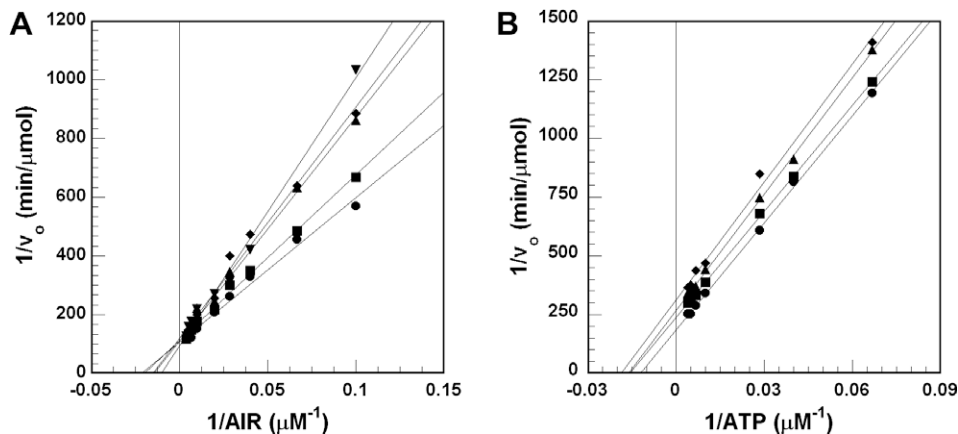 A
1/vₒ (min/μmol)
1200
1000
800
600
400
200
0
-0.05 0 0.05 0.1 0.15
1/AIR (μM⁻¹)
B
1/vₒ (min/μmol)
1500
1250
1000
750
500
250
0
-0.03 0 0.03 0.06 0.09
1/ATP (μM⁻¹)